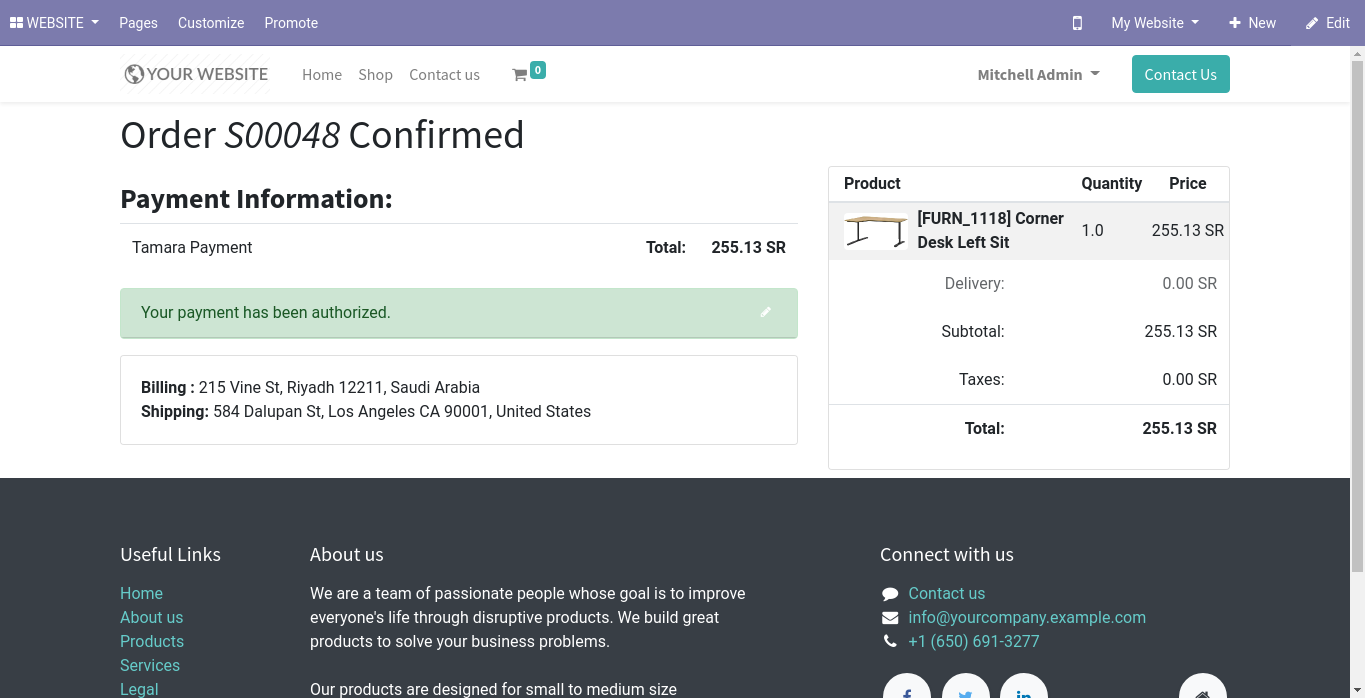 WEBSITE Pages Customize Promote My Website New Edit
YOUR WEBSITE Home Shop Contact us 0 Mitchell Admin Contact Us
Order S00048 Confirmed
Payment Information:
Tamara Payment Total: 255.13 SR
Your payment has been authorized.
Billing : 215 Vine St, Riyadh 12211, Saudi Arabia
Shipping: 584 Dalupan St, Los Angeles CA 90001, United States
Product Quantity Price
[FURN_1118] Corner
Desk Left Sit 1.0 255.13 SR
Delivery: 0.00 SR
Subtotal: 255.13 SR
Taxes: 0.00 SR
Total: 255.13 SR
Useful Links
Home
About us
Products
Services
Legal
About us
We are a team of passionate people whose goal is to improve
everyone's life through disruptive products. We build great
products to solve your business problems.
Our products are designed for small to medium size
Connect with us
Contact us
info@yourcompany.example.com
+1 (650) 691-3277